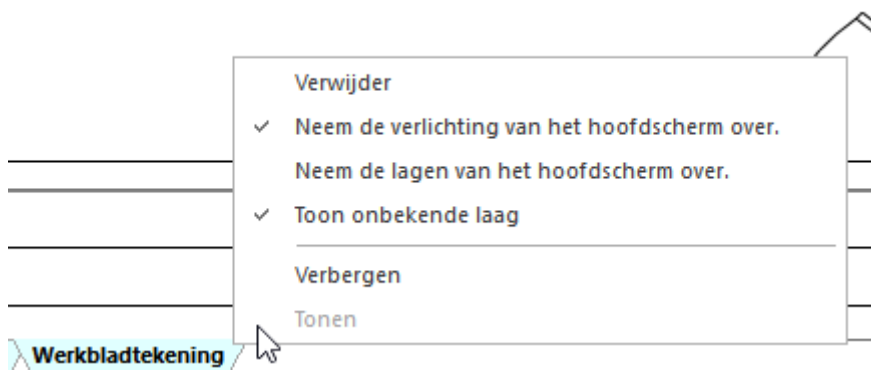 Verwijder
Neem de verlichting van het hoofdscherm over.
Neem de lagen van het hoofdscherm over.
Toon onbekende laag
Verbergen
Tonen
Werkbladtekening